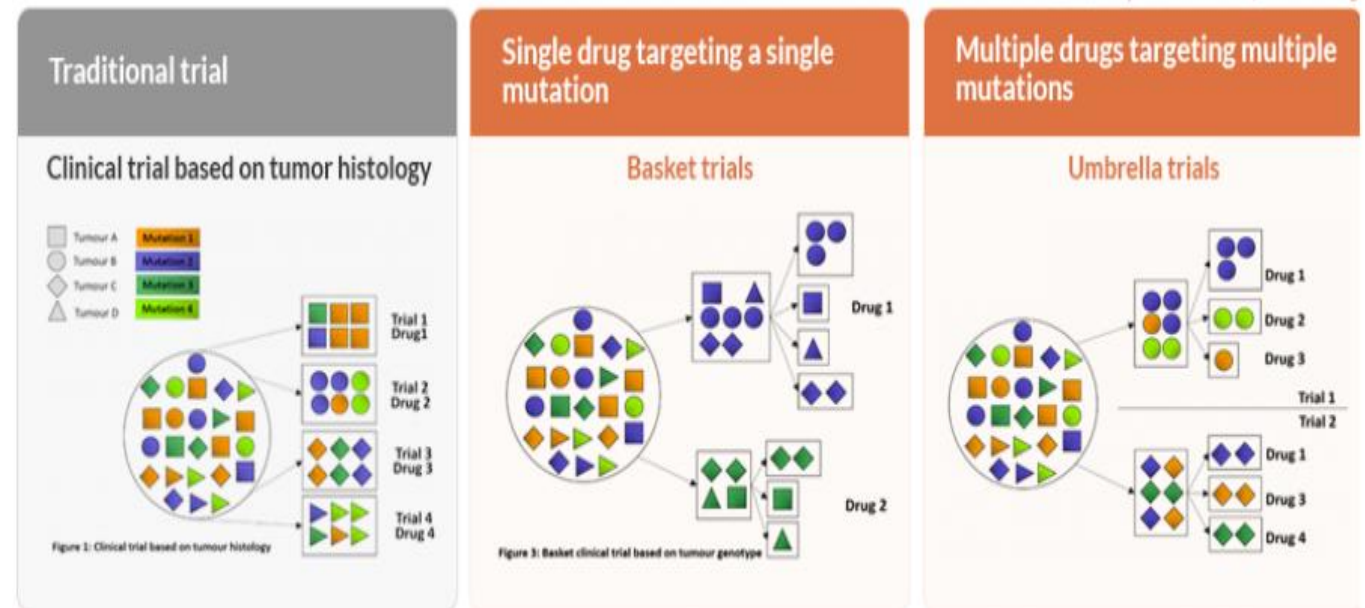 Traditional trial
Clinical trial based on tumor histology
Tumour A
Mutation 1
Tumour B
Mutation 2
Tumour C
Mutation 3
Tumour D
Mutation 4
Trial 1
Drug1
Trial 2
Drug 2
Trial 3
Drug 3
Trial 4
Drug 4
Figure 1: Clinical trial based on tumour histology
Single drug targeting a single
mutation
Basket trials
Drug 1
Drug 2
Figure 3: Basket clinical trial based on tumour genotype
Multiple drugs targeting multiple
mutations
Umbrella trials
Drug 1
Drug 2
Drug 3
Trial 1
Trial 2
Drug 1
Drug 3
Drug 4